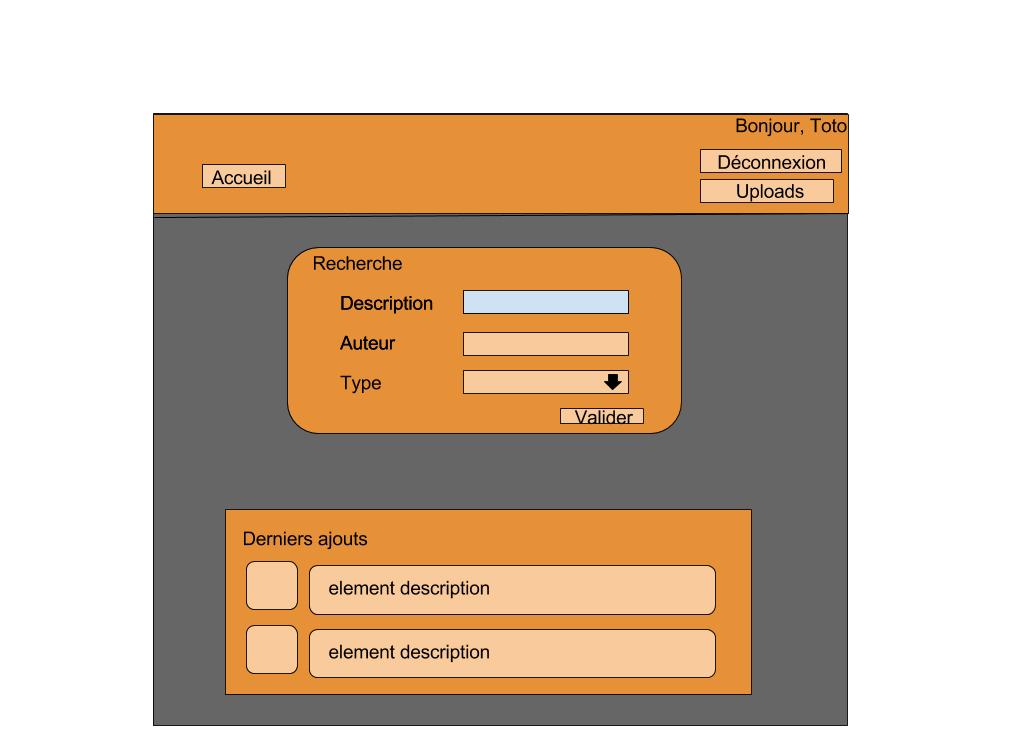 Bonjour, Toto
Déconnexion
Accueil
Uploads
Recherche
Description
Auteur
Type
Valider
Derniers ajouts
element description
element description